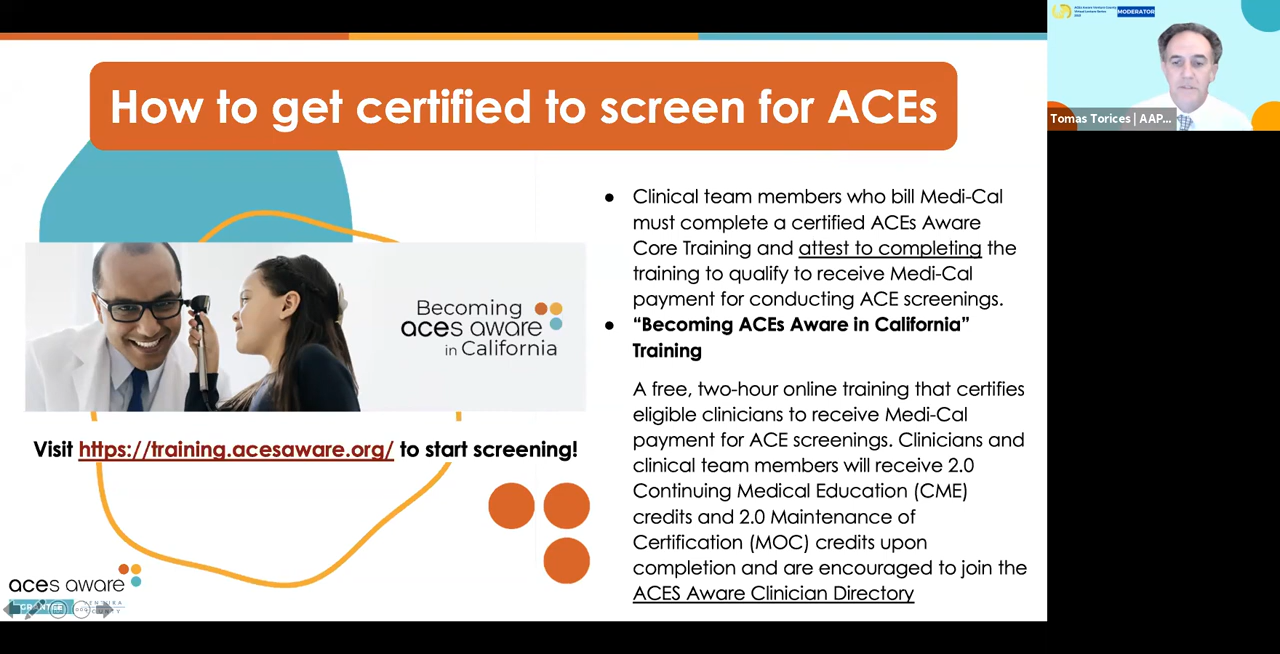 How to get certified to screen for ACEs
● Clinical team members who bill Medi-Cal
must complete a certified ACEs Aware
Core Training and attest to completing the
training to qualify to receive Medi-Cal
payment for conducting ACE screenings.
● “Becoming ACEs Aware in California”
Training
A free, two-hour online training that certifies
eligible clinicians to receive Medi-Cal
payment for ACE screenings. Clinicians and
clinical team members will receive 2.0
Continuing Medical Education (CME)
credits and 2.0 Maintenance of
Certification (MOC) credits upon
completion and are encouraged to join the
ACES Aware Clinician Directory
Becoming
aces aware
in California
Visit https://training.acesaware.org/ to start screening!
aces aware
GRANTEE
MODERATOR
Tomas Torices | AAP...